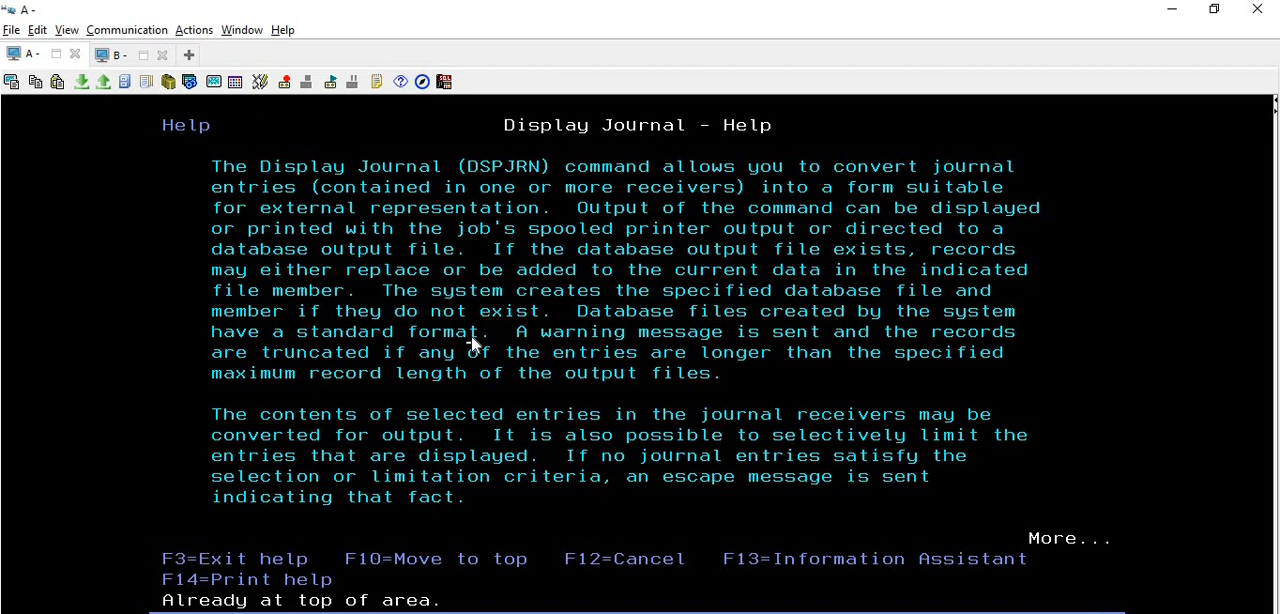 A -
File Edit View Communication Actions Window Help
A - B -
Help Display Journal - Help
The Display Journal (DSPJRN) command allows you to convert journal
entries (contained in one or more receivers) into a form suitable
for external representation. Output of the command can be displayed
or printed with the job's spooled printer output or directed to a
database output file. If the database output file exists, records
may either replace or be added to the current data in the indicated
file member. The system creates the specified database file and
member if they do not exist. Database files created by the system
have a standard format. A warning message is sent and the records
are truncated if any of the entries are longer than the specified
maximum record length of the output files.
The contents of selected entries in the journal receivers may be
converted for output. It is also possible to selectively limit the
entries that are displayed. If no journal entries satisfy the
selection or limitation criteria, an escape message is sent
indicating that fact.
More...
F3=Exit help F10=Move to top F12=Cancel F13=Information Assistant
F14=Print help
Already at top of area.